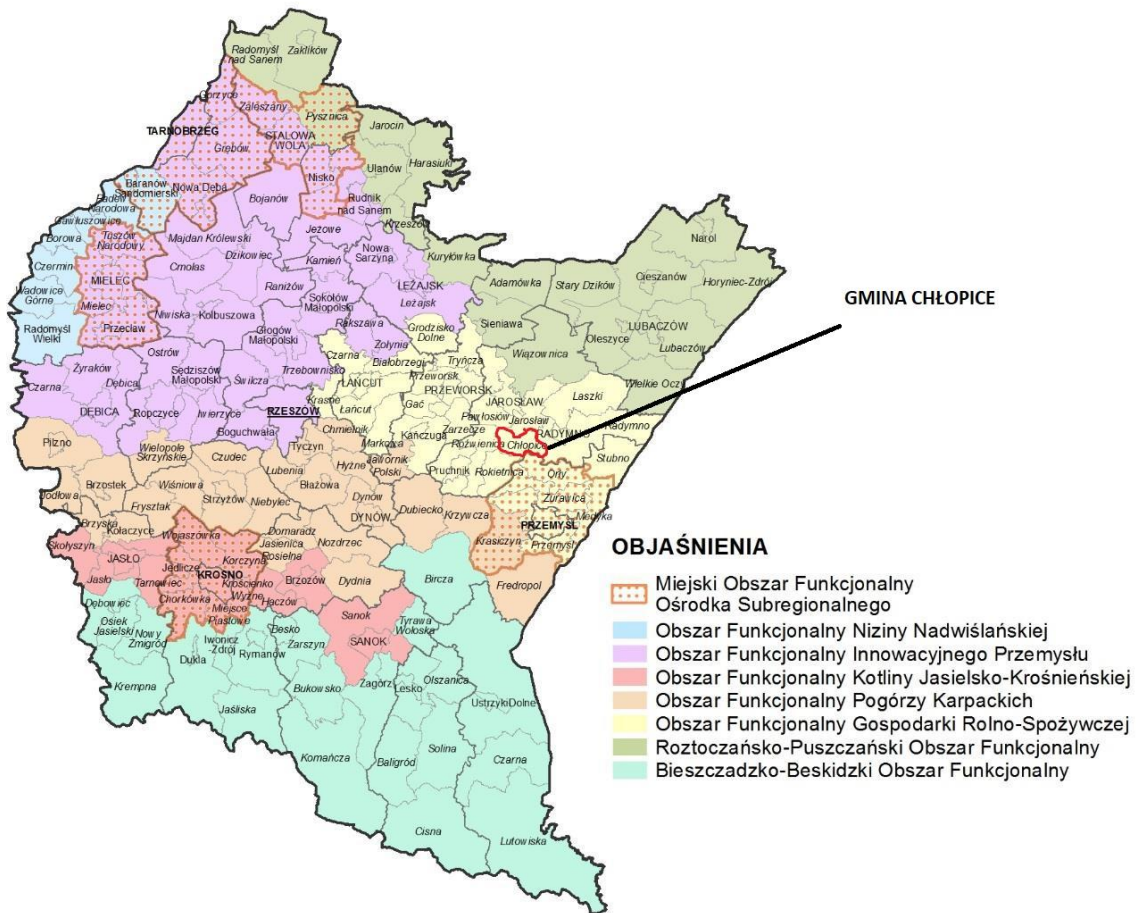 Radomyśl
nad Sanem
Zaklików
Gorzyce
Zaleszany
Pysznica
TARNOBRZEG
STALOWA
WOLA
Jarocin
Grębów
Harasiuki
Ulanów
Baranów
Sandomierski
Nowa Dęba
Nisko
Rudnik
nad Sanem
Padew
Narodowa
Bojanów
Gawłuszowice
Krzeszów
Borowa
Tuszów
Narodowy
Majdan Królewski
Jeżowe
Narol
Dzikowiec
Kamień
Nowa
Sarzyna
Kuryłówka
Cieszanów
Czermin
Cmolas
Adamówka
Stary Dzików
Horyniec-Zdrój
MIELEC
Raniżów
LEŻAJSK
Wadowice
Górne
Mielec
Sokołów
Małopolski
Leżajsk
GMINA CHŁOPICE
Niwiska
Kolbuszowa
Sieniawa
LUBACZÓW
Radomyśl
Wielki
Przecław
Głogów
Małopolski
Rakszawa
Grodzisko
Dolne
Oleszyce
Lubaczów
Żołynia
Wiązownica
Ostrów
Czarna
Tryńcza
Żyraków
Sędziszów
Małopolski
Trzebownisko
Białobrzegi
Przeworsk
Wielkie Oczy
Czarna
Dębica
Świlcza
ŁAŃCUT
PRZEWORSK
JAROSŁAW
Laszki
Krasne
Gać
DĘBICA
Ropczyce
Iwierzyce
RZESZÓW
Łańcut
Pawłosiów
Jarosław
Zarzecze
RADYMNO
Radymno
Boguchwała
Chmielnik
Kańczuga
Roźwienica
Chłopice
Markowa
Stubno
Pilzno
Wielopole
Skrzyńskie
Czudec
Tyczyn
Jawornik
Polski
Pruchnik
Rokietnica
Lubenia
Hyżne
Orły
Brzostek
Wiśniowa
Błażowa
Jodłowa
Strzyżów
Niebylec
Dynów
Żurawica
Frysztak
DYNÓW
Dubiecko
Krzywcza
Medyka
Brzyska
PRZEMYŚL
Kołaczyce
Wojaszówka
Domaradz
Nozdrzec
Krasiczyn
Skołyszyn
Jasienica
Rosielna
Przemyśl
OBJAŚNIENIA
JASŁO
Jedlicze
Korczyna
Jasło
KROSNO
Brzozów
Dydnia
Bircza
Fredropol
Miejski Obszar Funkcjonalny
Ośrodka Subregionalnego
Tarnowiec
Krościenko
Wyżne
Dębowiec
Chorkówka
Miejsce
Piastowe
Haczów
Sanok
Osiek
Jasielski
Tyrawa
Wołoska
Obszar Funkcjonalny Niziny Nadwiślańskiej
Nowy
Żmigród
Iwonicz
-Zdrój
Besko
SANOK
Obszar Funkcjonalny Innowacyjnego Przemysłu
Dukla
Rymanów
Zarszyn
Obszar Funkcjonalny Kotliny Jasielsko-Krośnieńskiej
Krempna
Bukowsko
Zagórz
Lesko
Olszanica
Obszar Funkcjonalny Pogórzy Karpackich
Jaśliska
Ustrzyki Dolne
Obszar Funkcjonalny Gospodarki Rolno-Spożywczej
Komańcza
Solina
Roztoczańsko-Puszczański Obszar Funkcjonalny
Baligród
Czarna
Bieszczadzko-Beskidzki Obszar Funkcjonalny
Cisna
Lutowiska